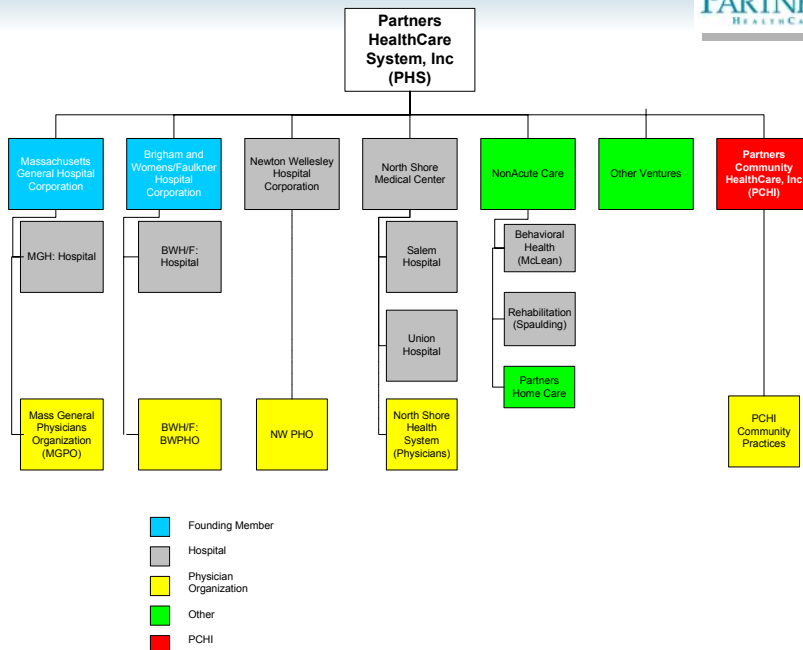 Partners
HealthCare
System, Inc
(PHS)
Massachusetts
General Hospital
Corporation
Brigham and
Womens/Faulkner
Hospital
Corporation
Newton Wellesley
Hospital
Corporation
North Shore
Medical Center
NonAcute Care
Other Ventures
Partners
Community
HealthCare, Inc
(PCHI)
MGH: Hospital
BWH/F:
Hospital
Salem
Hospital
Behavioral
Health
(McLean)
Union
Hospital
Rehabilitation
(Spaulding)
Partners
Home Care
Mass General
Physicians
Organization
(MGPO)
BWH/F:
BWPHO
NW PHO
North Shore
Health
System
(Physicians)
PCHI
Community
Practices
Founding Member
Hospital
Physician
Organization
Other
PCHI